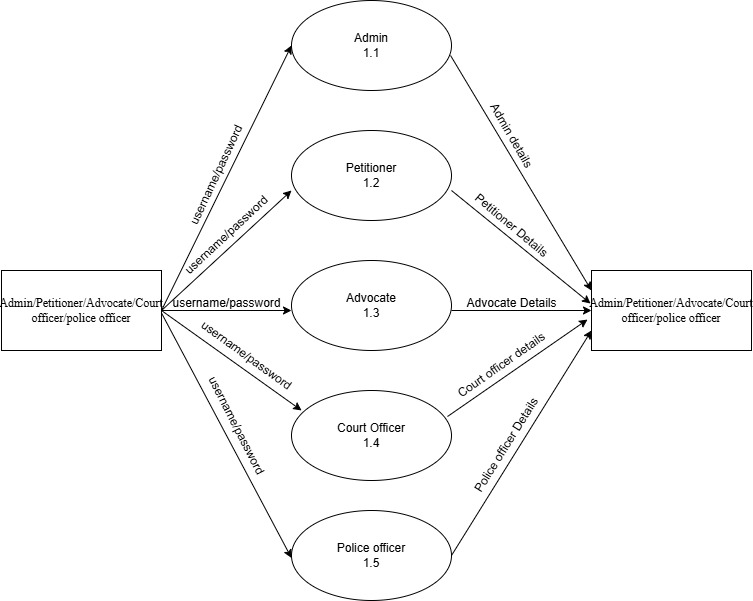 Admin
1.1
username/password
Admin details
Petitioner
1.2
username/password
Petitioner Details
Admin/Petitioner/Advocate/Court
officer/police officer
username/password
Advocate
1.3
Advocate Details
Admin/Petitioner/Advocate/Court
officer/police officer
username/password
Court Officer
1.4
Court officer details
username/password
Police officer
1.5
Police officer Details